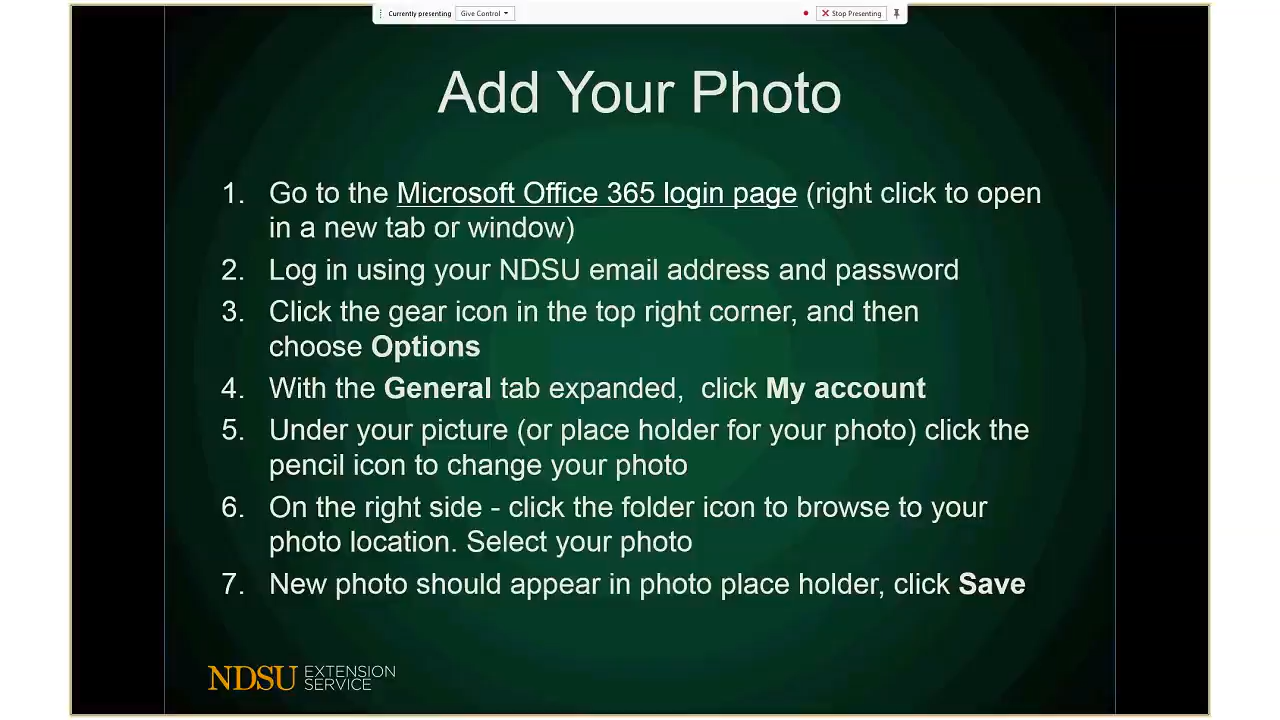 Currently presenting Give Control Stop Presenting
Add Your Photo
1. Go to the Microsoft Office 365 login page (right click to open
in a new tab or window)
2. Log in using your NDSU email address and password
3. Click the gear icon in the top right corner, and then
choose Options
4. With the General tab expanded,  click My account
5. Under your picture (or place holder for your photo) click the
pencil icon to change your photo
6. On the right side - click the folder icon to browse to your
photo location. Select your photo
7. New photo should appear in photo place holder, click Save
NDSU EXTENSION
SERVICE